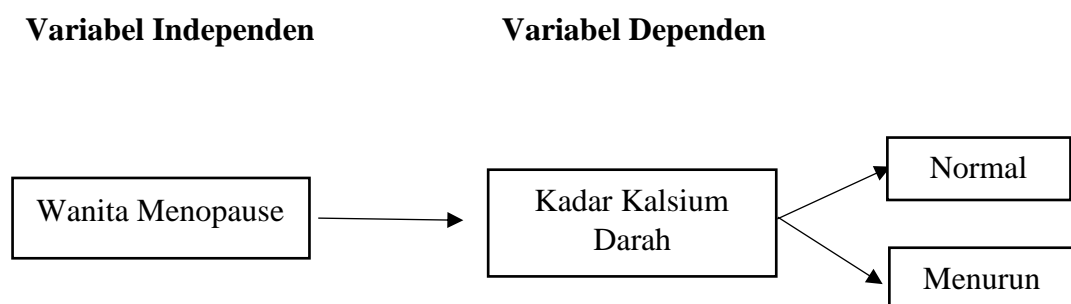 Variabel Independen
Variabel Dependen
Wanita Menopause
Kadar Kalsium
Darah
Normal
Menurun